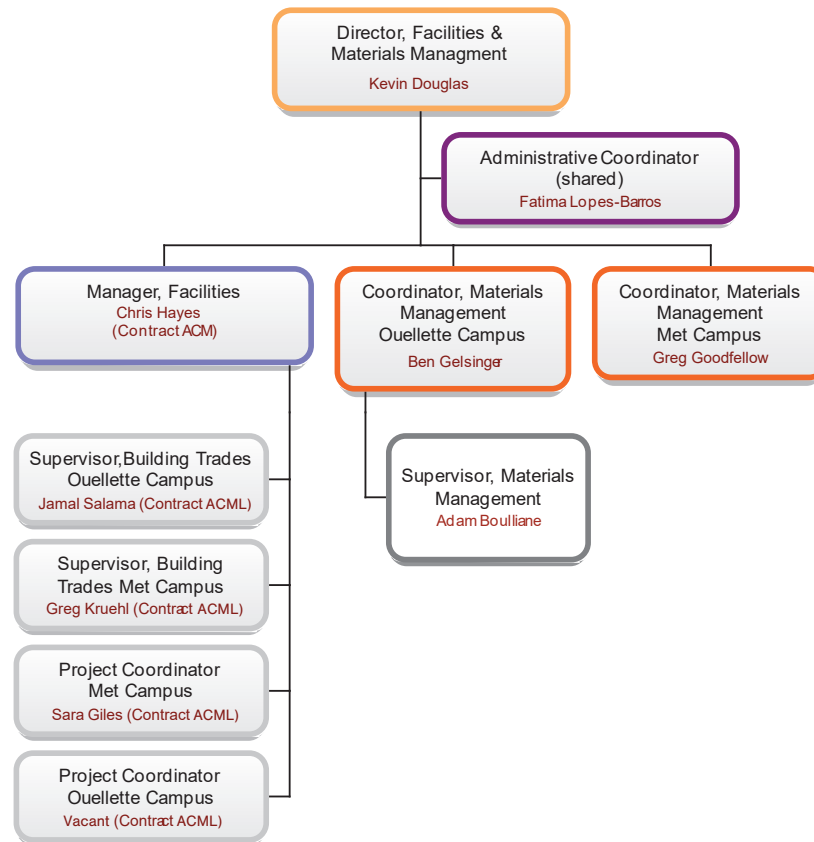 Director, Facilities &
Materials Managment
Kevin Douglas
Administrative Coordinator
(shared)
Fatima Lopes-Barros
Manager, Facilities
Chris Hayes
(Contract ACM)
Coordinator, Materials
Management
Ouellette Campus
Ben Gelsinger
Coordinator, Materials
Management
Met Campus
Greg Goodfellow
Supervisor,Building Trades
Ouellette Campus
Jamal Salama (Contract ACML)
Supervisor, Materials
Management
Adam Boulliane
Supervisor, Building
Trades Met Campus
Greg Kruehl (Contract ACML)
Project Coordinator
Met Campus
Sara Giles (Contract ACML)
Project Coordinator
Ouellette Campus
Vacant (Contract ACML)